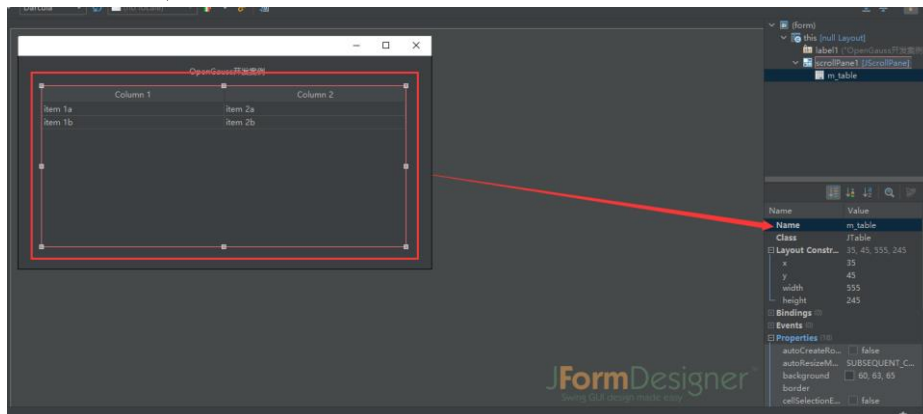 Darcula
(no locale)
OpenGauss开发案例
Column 1 Column 2
item 1a item 2a
item 1b item 2b
JFormDesigner
Swing GUI design made easy
(form)
this [null Layout]
label1 ("OpenGauss开发案例
scrollPane1 [JScrollPane]
m_table
Name Value
Name m_table
Class JTable
Layout Constr... 35, 45, 555, 245
x 35
y 45
width 555
height 245
Bindings
Events
Properties
autoCreateRo... false
autoResizeM... SUBSEQUENT_C...
background 60, 63, 65
border
cellSelectionE... false